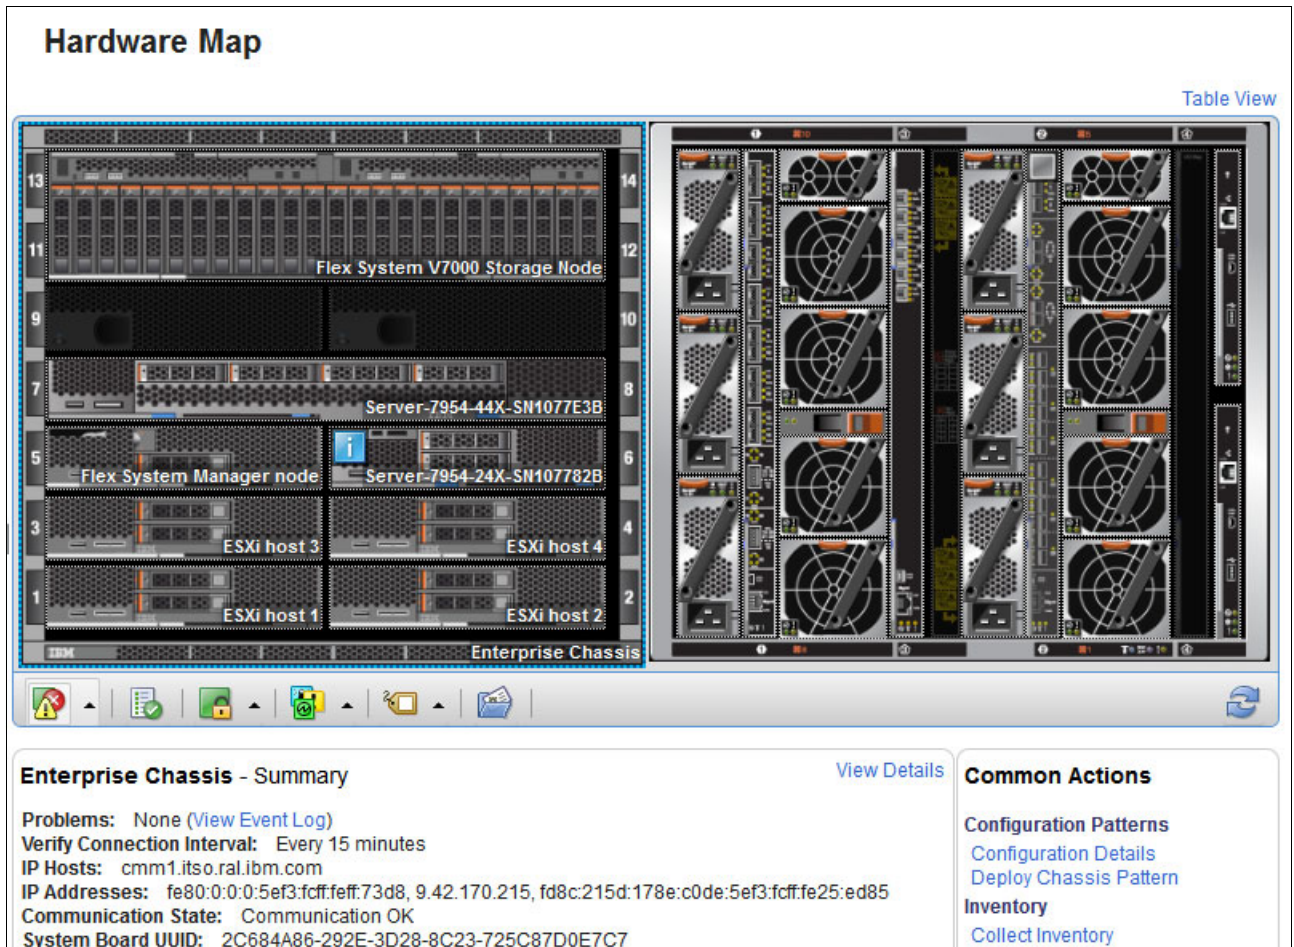 Hardware Map
Table View
13
14
11
12
Flex System V7000 Storage Node
9
10
7
8
Server-7954-44X-SN1077E3B
5
6
i
Flex System Manager node
Server-7954-24X-SN107782B
3
4
ESXi host 3
ESXi host 4
1
2
ESXi host 1
ESXi host 2
IBM
Enterprise Chassis
Enterprise Chassis - Summary
View Details
Problems: None (View Event Log)
Verify Connection Interval: Every 15 minutes
IP Hosts: cmm1.itso.ral.ibm.com
IP Addresses: fe80:0:0:0:5ef3:fcff:feff:73d8, 9.42.170.215, fd8c:215d:178e:c0de:5ef3:fcff:fe25:ed85
Communication State: Communication OK
System Board UUID: 2C684A86-292E-3D28-8C23-725C87D0E7C7
Common Actions
Configuration Patterns
Configuration Details
Deploy Chassis Pattern
Inventory
Collect Inventory